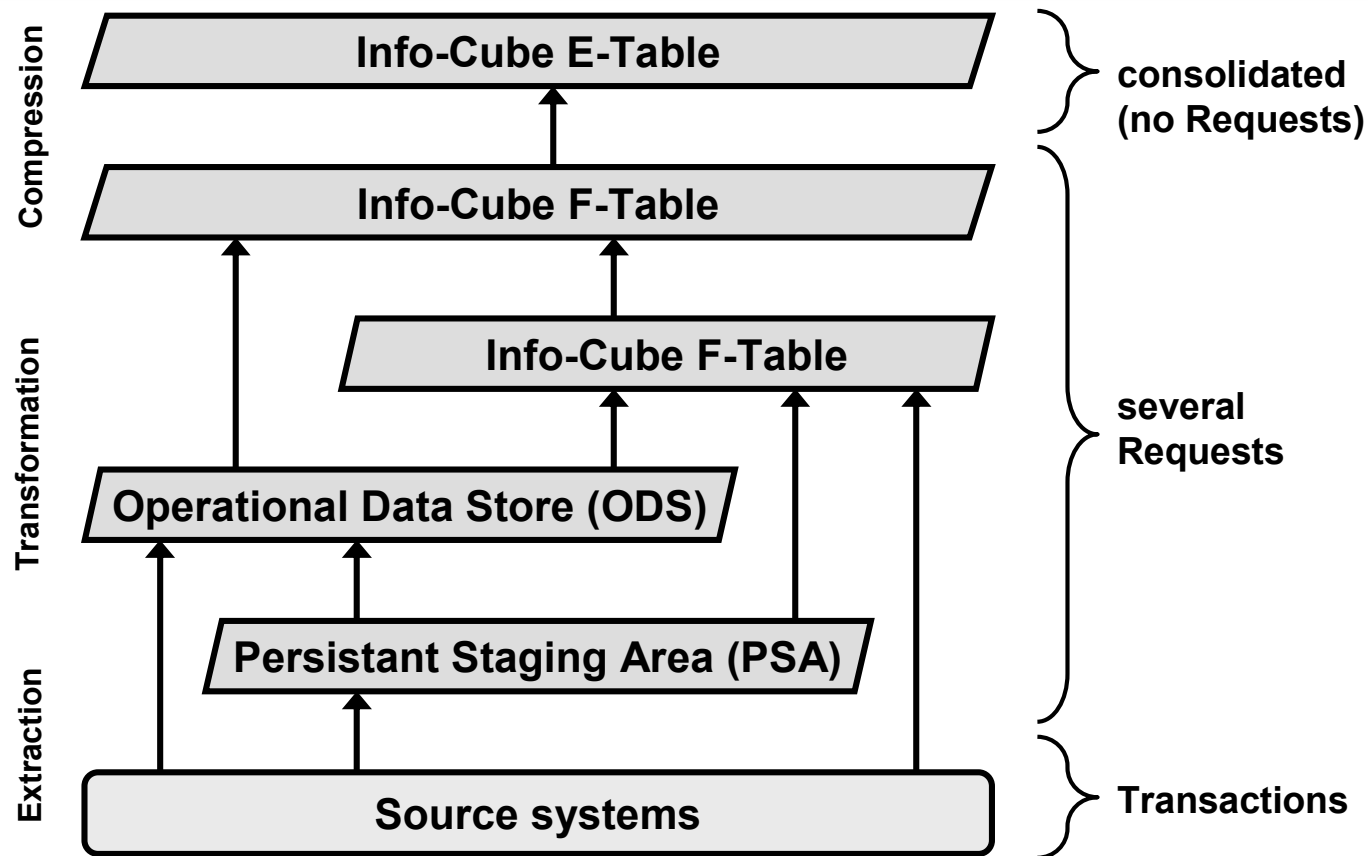 Compression
Transformation
Extraction
Info-Cube E-Table
Info-Cube F-Table
Info-Cube F-Table
Operational Data Store (ODS)
Persistant Staging Area (PSA)
Source systems
consolidated
(no Requests)
several
Requests
Transactions